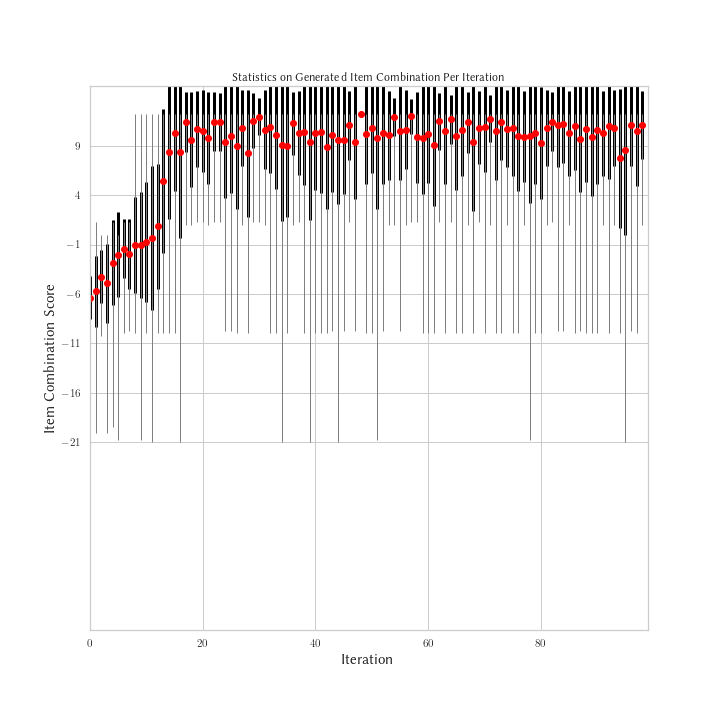 Statistics on Generated Item Combination Per Iteration
Item Combination Score
9
4
−1
−6
−11
−16
−21
0 20 40 60 80
Iteration